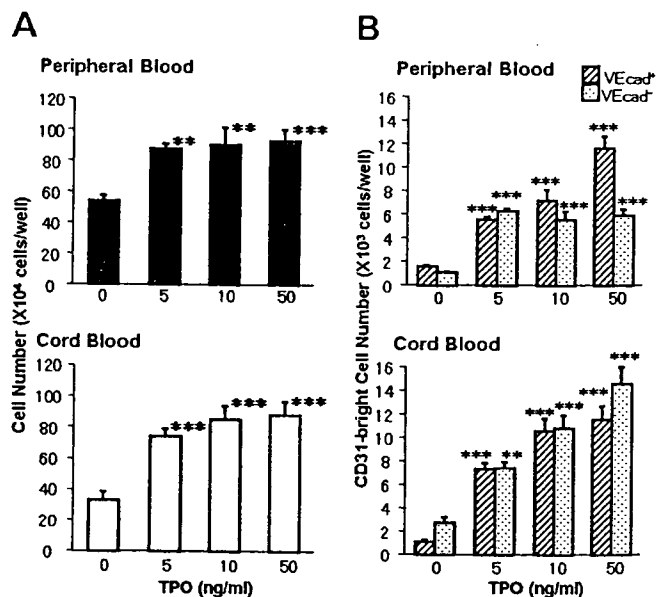 A
Peripheral Blood
120
100
80
60
40
20
0
**
**
***
0 5 10 50
Cord Blood
120
100
80
60
40
20
0
***
***
***
0 5 10 50
TPO (ng/ml)
Cell Number (X10⁴ cells/well)
B
Peripheral Blood
VEcad⁺
VEcad⁻
16
14
12
10
8
6
4
2
0
*** *** *** *** *** ***
0 5 10 50
Cord Blood
16
14
12
10
8
6
4
2
0
*** ** *** *** *** ***
0 5 10 50
TPO (ng/ml)
CD31-bright Cell Number (X10³ cells/well)